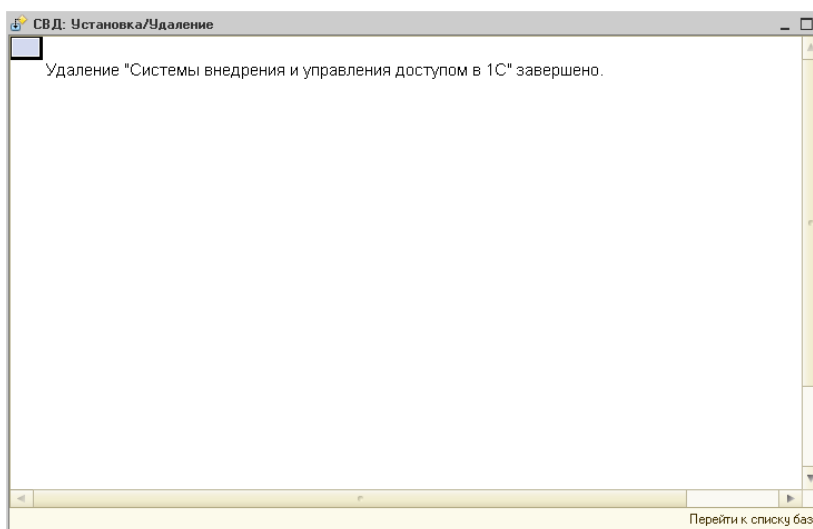 СВД: Установка/Удаление
Удаление "Системы внедрения и управления доступом в 1С" завершено.
Перейти к списку баз